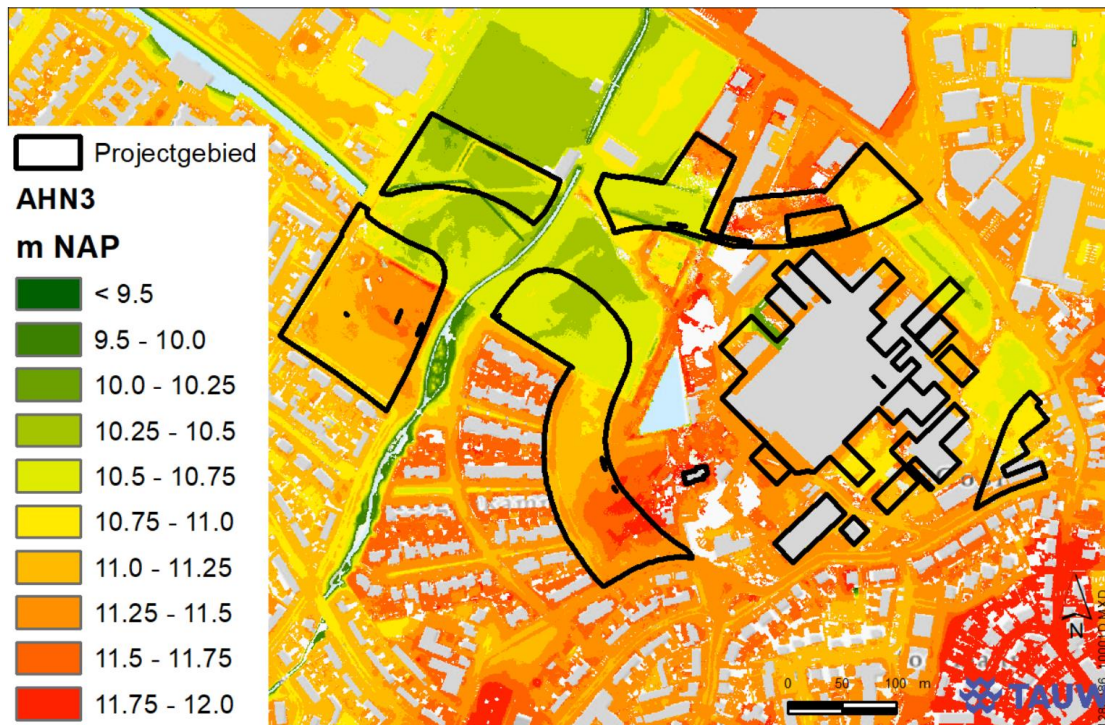 Projectgebied
AHN3
m NAP
< 9.5
9.5 - 10.0
10.0 - 10.25
10.25 - 10.5
10.5 - 10.75
10.75 - 11.0
11.0 - 11.25
11.25 - 11.5
11.5 - 11.75
11.75 - 12.0
N
0 50 100 m
TAUW